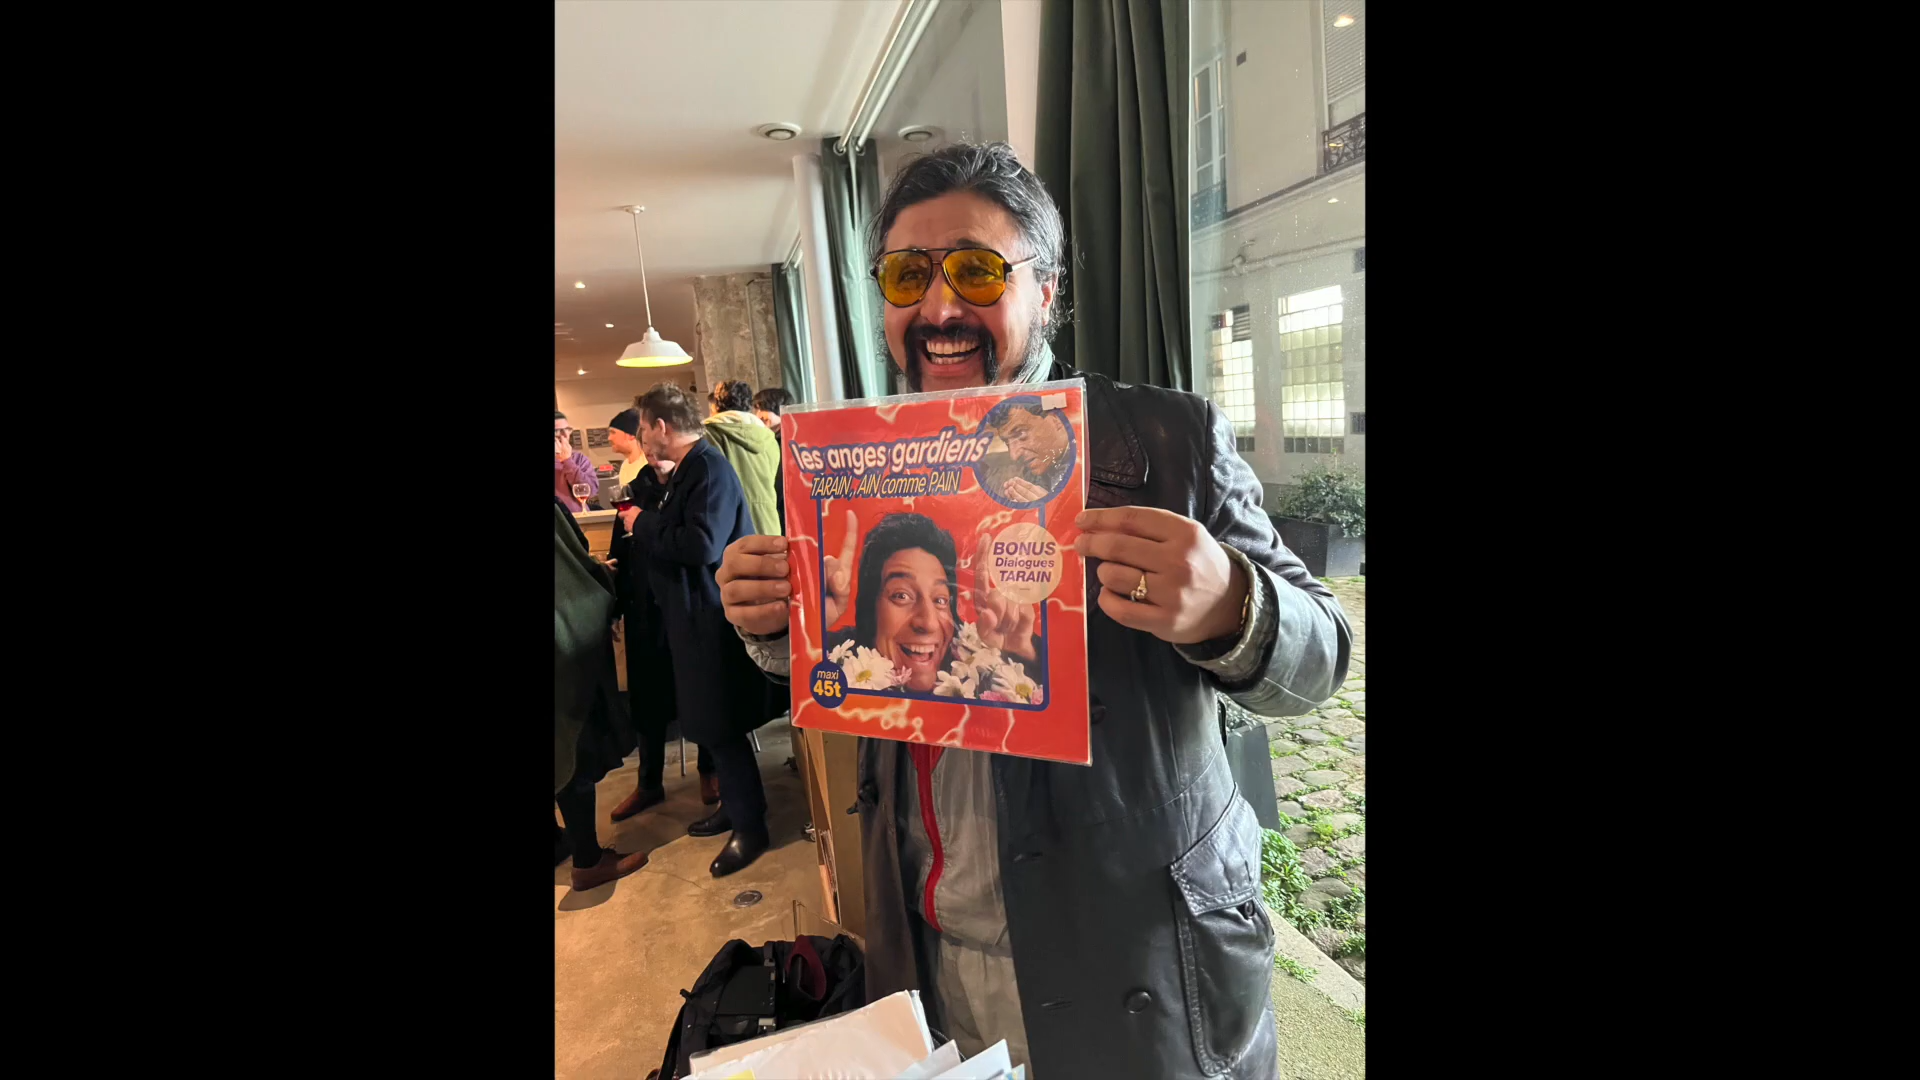 les anges gardiens
TARAIN, AIN comme PAIN
BONUS
Dialogues
TARAIN
maxi
45t